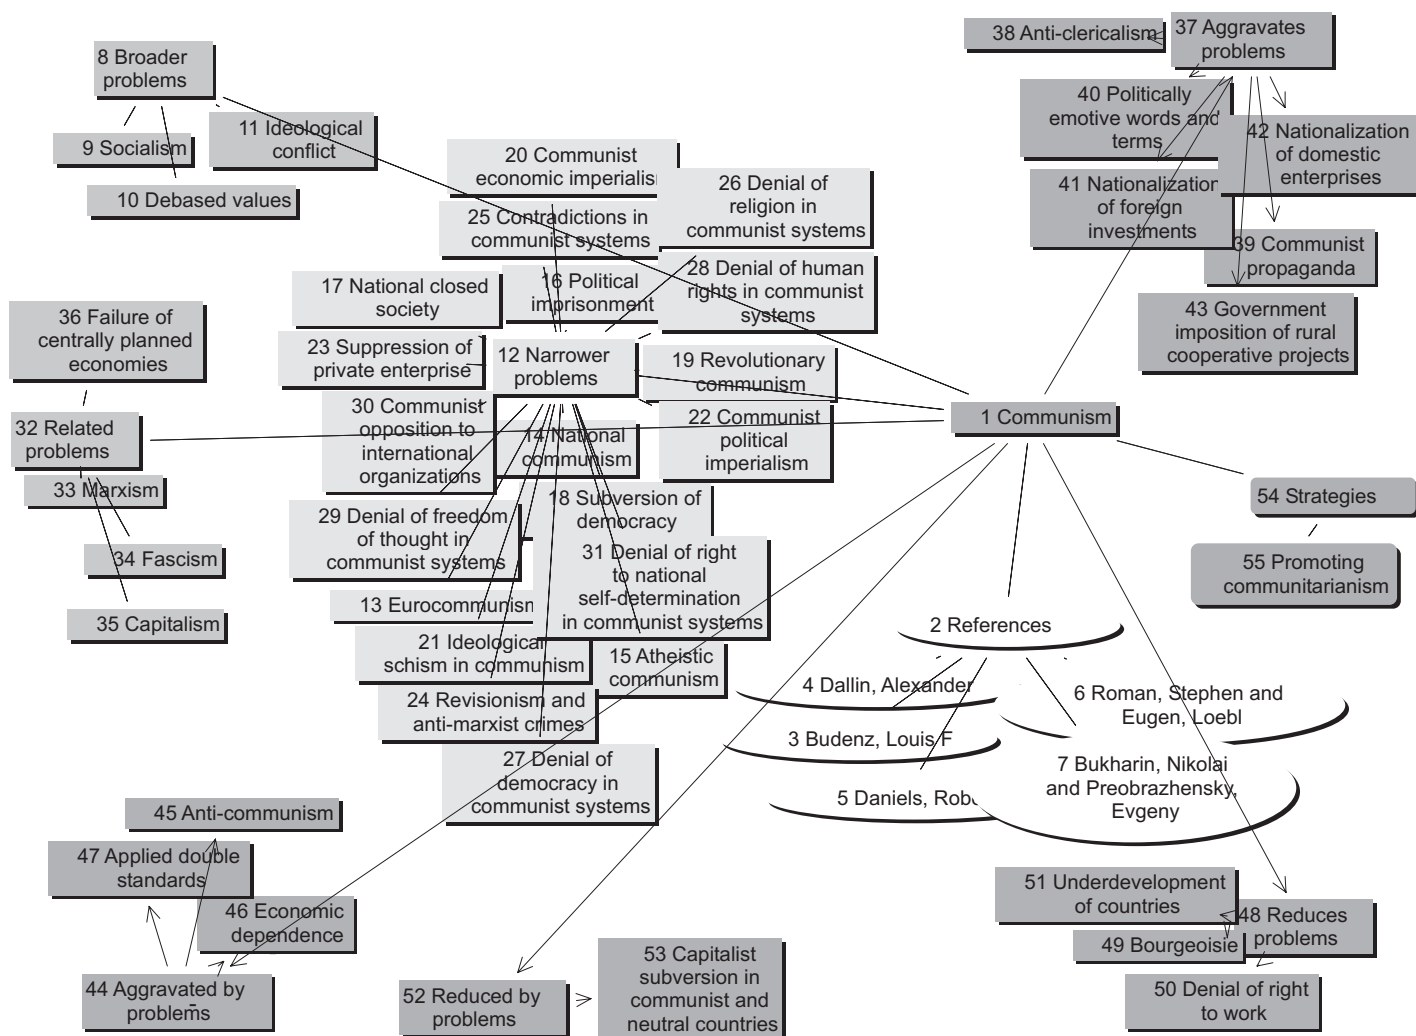 8 Broader
problems
9 Socialism
11 Ideological
conflict
10 Debased values
20 Communist
economic imperialis
25 Contradictions in
communist systems
26 Denial of
religion in
communist systems
17 National closed
society
16 Political
imprisonment
28 Denial of human
rights in communist
systems
23 Suppression of
private enterprise
12 Narrower
problems
19 Revolutionary
communism
30 Communist
opposition to
international
organizations
14 National
communism
22 Communist
political
imperialism
18 Subversion of
democracy
29 Denial of freedom
of thought in
communist systems
31 Denial of right
to national
self-determination
in communist systems
13 Eurocommunism
21 Ideological
schism in communism
15 Atheistic
communism
24 Revisionism and
anti-marxist crimes
27 Denial of
democracy in
communist systems
36 Failure of
centrally planned
economies
32 Related
problems
33 Marxism
34 Fascism
35 Capitalism
38 Anti-clericalism
37 Aggravates
problems
40 Politically
emotive words and
terms
42 Nationalization
of domestic
enterprises
41 Nationalization
of foreign
investments
39 Communist
propaganda
43 Government
imposition of rural
cooperative projects
1 Communism
54 Strategies
55 Promoting
communitarianism
2 References
4 Dallin, Alexander
6 Roman, Stephen and
Eugen, Loebl
3 Budenz, Louis F
7 Bukharin, Nikolai
and Preobrazhensky,
Evgeny
5 Daniels, Robe
45 Anti-communism
47 Applied double
standards
46 Economic
dependence
44 Aggravated by
problems
52 Reduced by
problems
53 Capitalist
subversion in
communist and
neutral countries
51 Underdevelopment
of countries
48 Reduces
problems
49 Bourgeoisie
50 Denial of right
to work